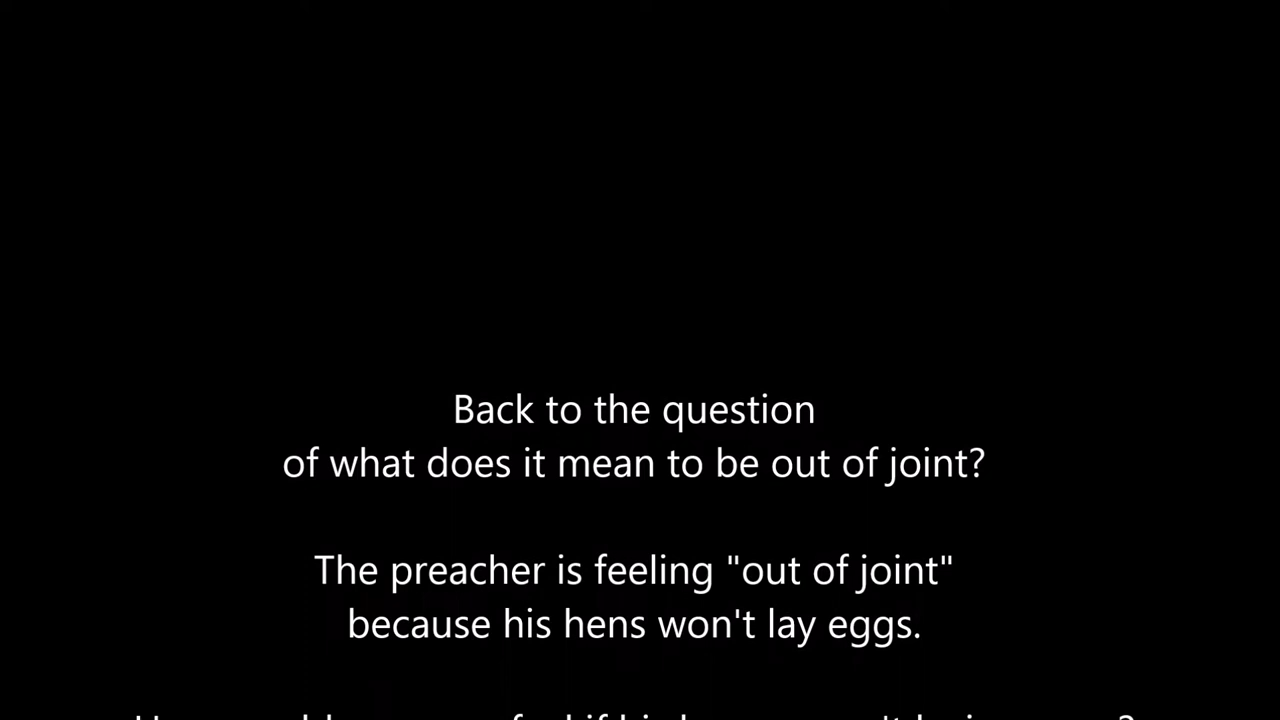 Back to the question
of what does it mean to be out of joint?
The preacher is feeling "out of joint"
because his hens won't lay eggs.